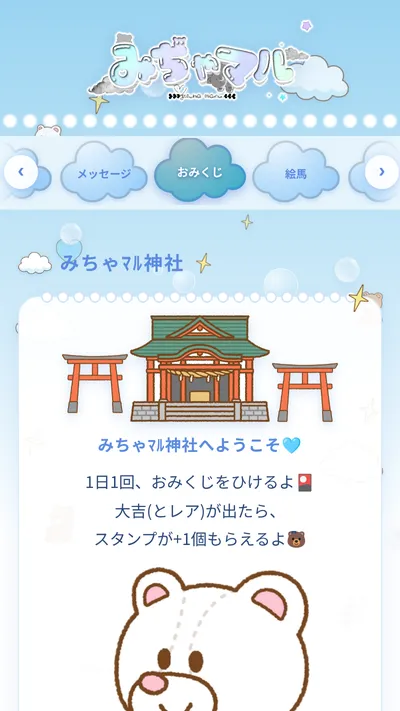 みぢゃマル
‹
メッセージ
おみくじ
絵馬
›
みちゃﾏﾙ神社
みちゃﾏﾙ神社へようこそ🩵
1日1回、おみくじをひけるよ🎴
大吉(とレア)が出たら、
スタンプが+1個もらえるよ🐻